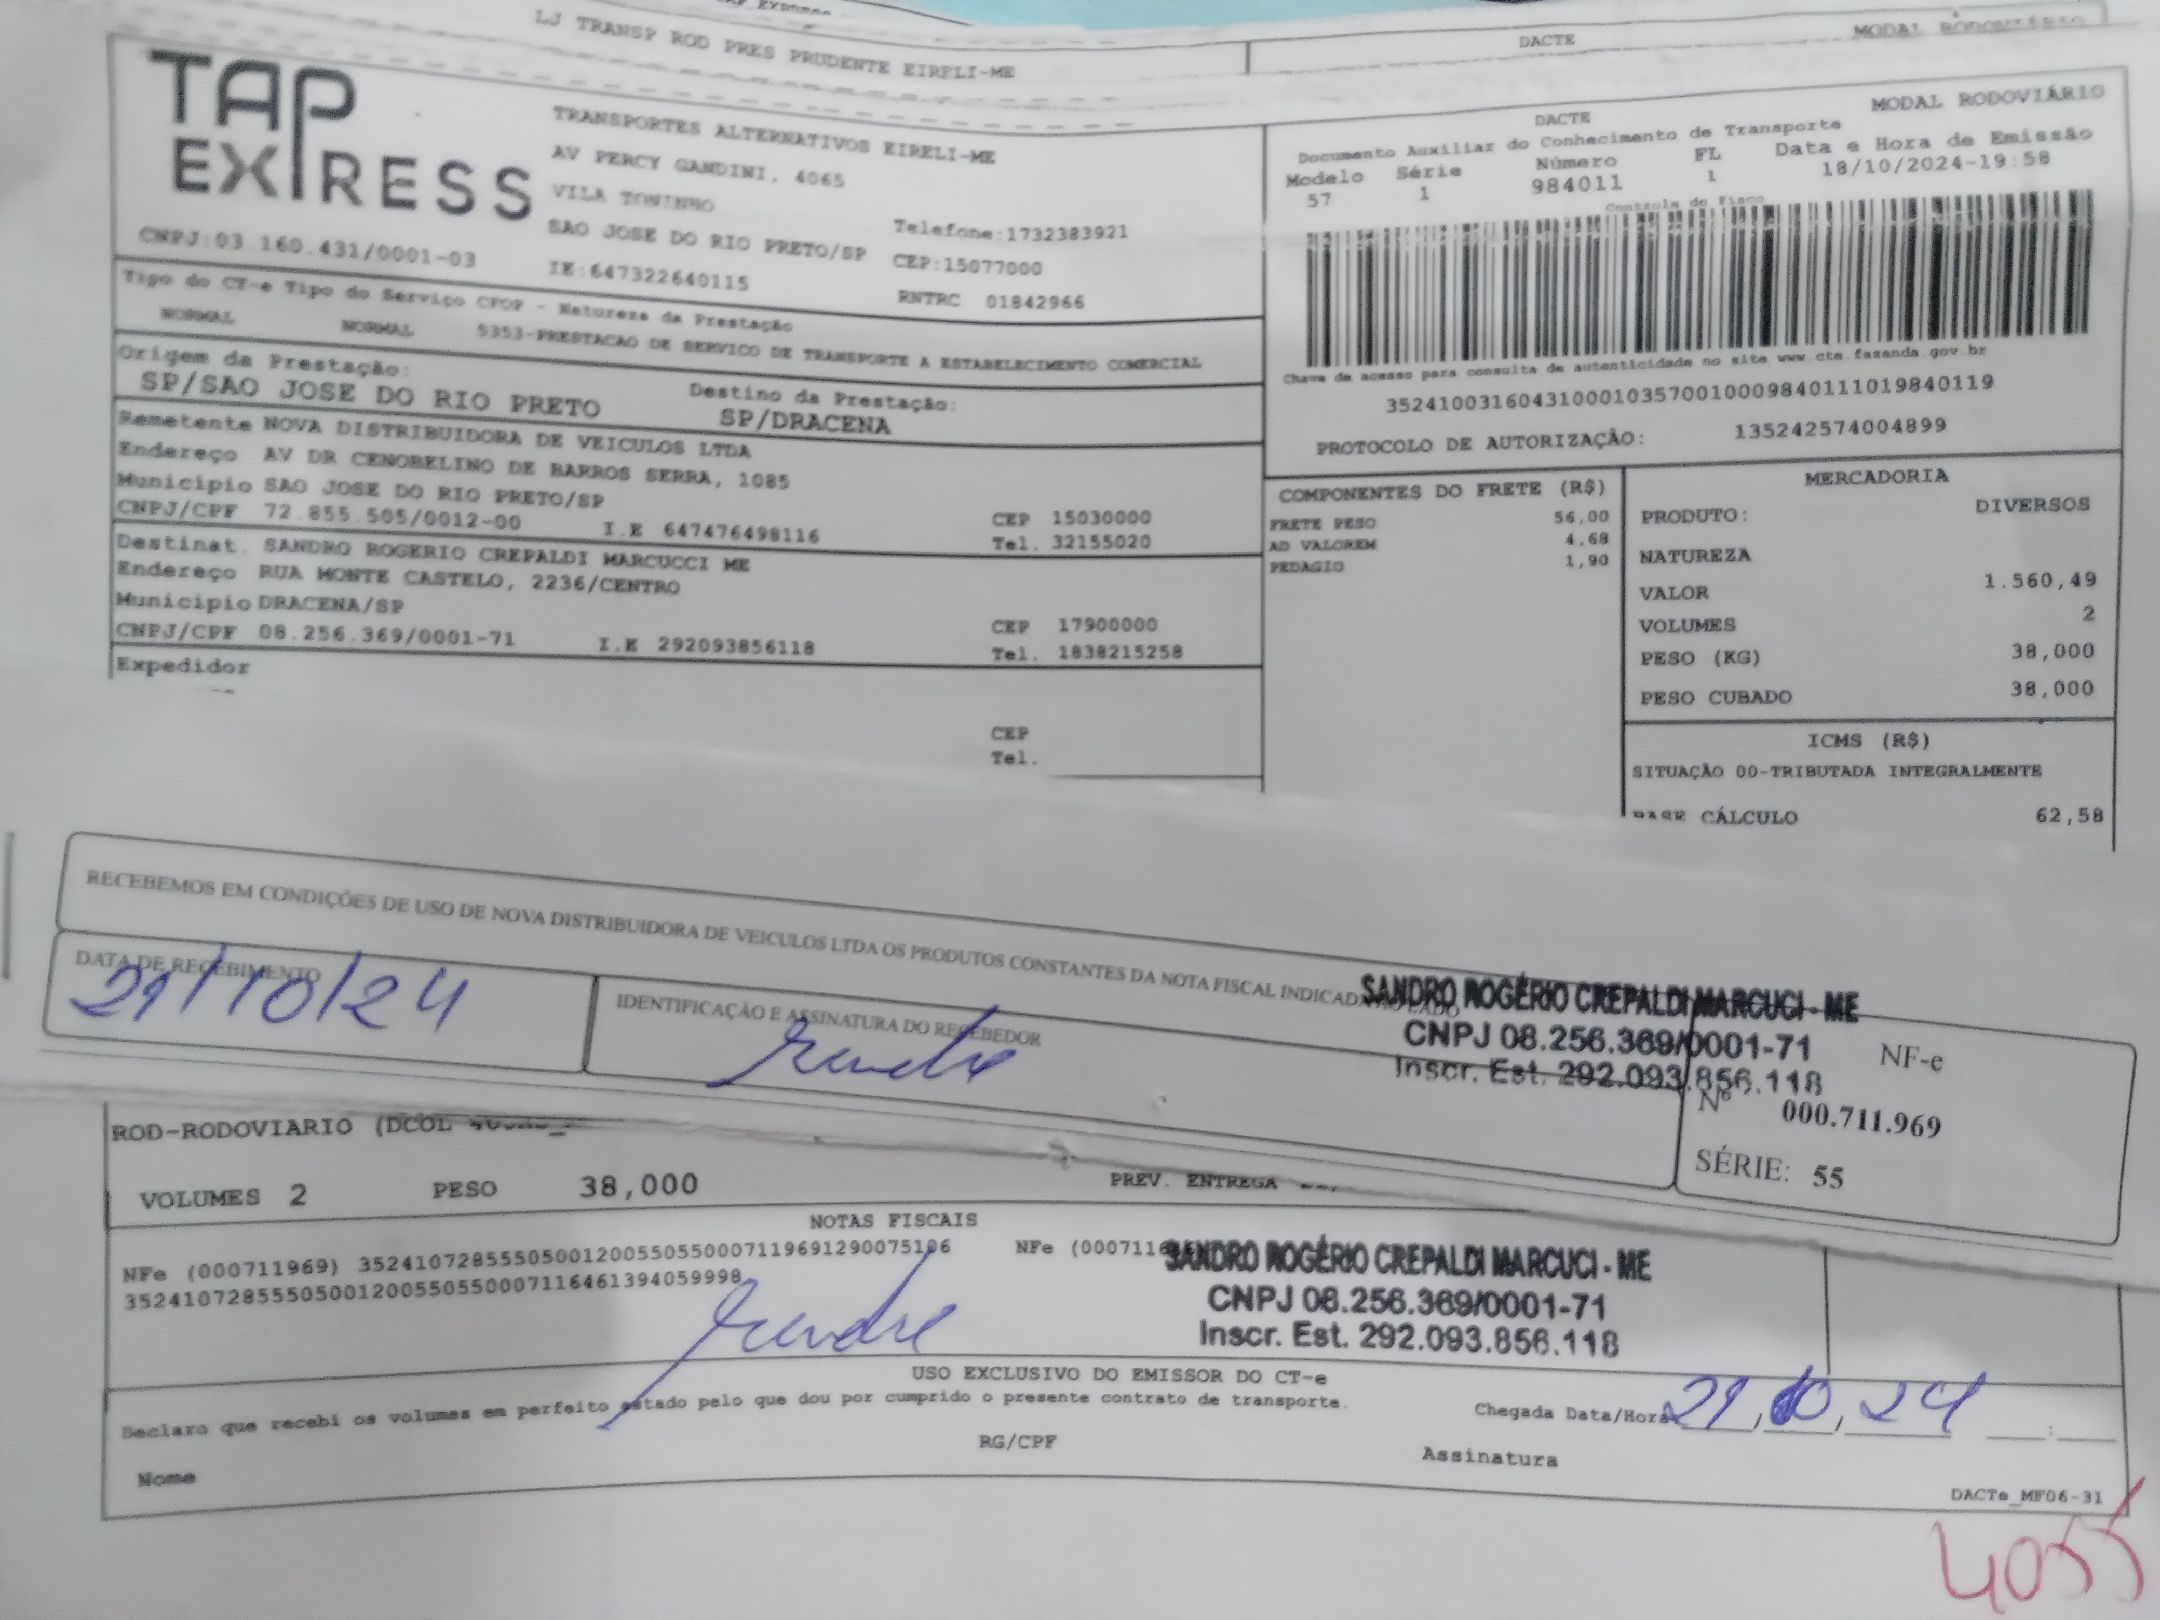 LJ TRANSP ROD PRES PRUDENTE EIRELI-ME
DACTE
MODAL RODOVIÁRIO
TAP EXPRESS
TRANSPORTES ALTERNATIVOS EIRELI-ME
AV PERCY GANDINI, 4065
VILA TONINHO
SAO JOSE DO RIO PRETO/SP
Telefone:1732383921
CEP:15077000
CNPJ:03.160.431/0001-03
IE:647322640115
RNTRC 01842966
DACTE
MODAL RODOVIÁRIO
Documento Auxiliar do Conhecimento de Transporte
Modelo Série Número FL Data e Hora de Emissão
57 1 984011 1 18/10/2024-19:58
Controle do Fisco
Chave de acesso para consulta de autenticidade no site www.cte.fazenda.gov.br
35241003160431000103570010009840111019840119
PROTOCOLO DE AUTORIZAÇÃO: 135242574004899
Tipo do CT-e Tipo do Serviço CFOP - Natureza da Prestação
NORMAL NORMAL 5353-PRESTACAO DE SERVICO DE TRANSPORTE A ESTABELECIMENTO COMERCIAL
Origem da Prestação: Destino da Prestação:
SP/SAO JOSE DO RIO PRETO SP/DRACENA
Remetente NOVA DISTRIBUIDORA DE VEICULOS LTDA
Endereço AV DR CENOBELINO DE BARROS SERRA, 1085
Município SAO JOSE DO RIO PRETO/SP CEP 15030000
CNPJ/CPF 72.855.505/0012-00 I.E 647476498116 Tel. 32155020
Destinat. SANDRO ROGERIO CREPALDI MARCUCCI ME
Endereço RUA MONTE CASTELO, 2236/CENTRO
Município DRACENA/SP CEP 17900000
CNPJ/CPF 08.256.369/0001-71 I.E 292093856118 Tel. 1838215258
Expedidor
CEP
Tel.
COMPONENTES DO FRETE (R$)
FRETE PESO 56,00
AD VALOREM 4,68
PEDAGIO 1,90
MERCADORIA
PRODUTO: DIVERSOS
NATUREZA
VALOR 1.560,49
VOLUMES 2
PESO (KG) 38,000
PESO CUBADO 38,000
ICMS (R$)
SITUAÇÃO 00-TRIBUTADA INTEGRALMENTE
BASE CÁLCULO 62,58
RECEBEMOS EM CONDIÇÕES DE USO DE NOVA DISTRIBUIDORA DE VEICULOS LTDA OS PRODUTOS CONSTANTES DA NOTA FISCAL INDICADA AO LADO
DATA DE RECEBIMENTO
21/10/24
IDENTIFICAÇÃO E ASSINATURA DO RECEBEDOR
SANDRO ROGÉRIO CREPALDI MARCUCI - ME
CNPJ 08.256.369/0001-71
Inscr. Est. 292.093.856.118
NF-e
Nº 000.711.969
SÉRIE: 55
ROD-RODOVIARIO (DCOL
VOLUMES 2 PESO 38,000 PREV. ENTREGA
NOTAS FISCAIS
NFe (000711969) 35241072855505001200550550007119691290075106 NFe (0007116
35241072855505001200550550007116461394059998
SANDRO ROGÉRIO CREPALDI MARCUCI - ME
CNPJ 08.256.369/0001-71
Inscr. Est. 292.093.856.118
USO EXCLUSIVO DO EMISSOR DO CT-e
Declaro que recebi os volumes em perfeito estado pelo que dou por cumprido o presente contrato de transporte.
Chegada Data/Hora 21/10/24
Nome RG/CPF Assinatura
DACTe_MF06-31
4055